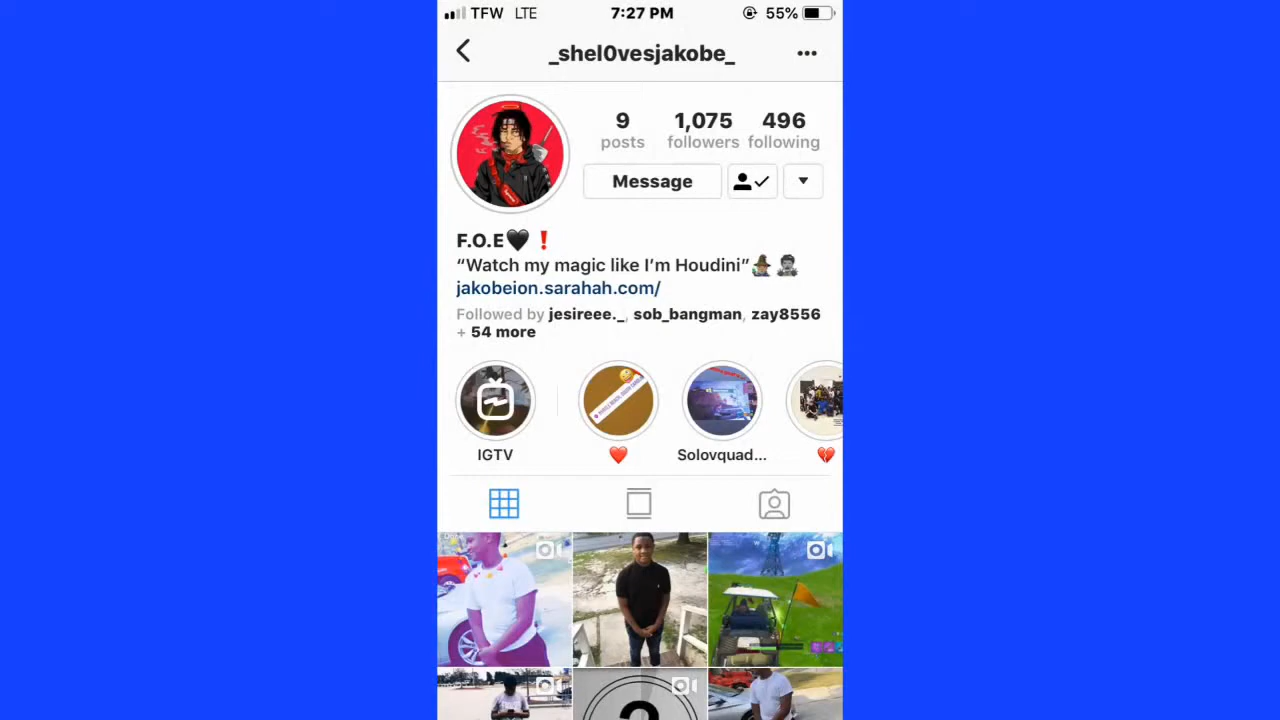 TFW LTE 7:27 PM 55%
_shel0vesjakobe_
9 1,075 496
posts followers following
Message
F.O.E🖤❗
“Watch my magic like I’m Houdini”
jakobeion.sarahah.com/
Followed by jesireee._, sob_bangman, zay8556
+ 54 more
IGTV ❤️ Solovquad... 💔